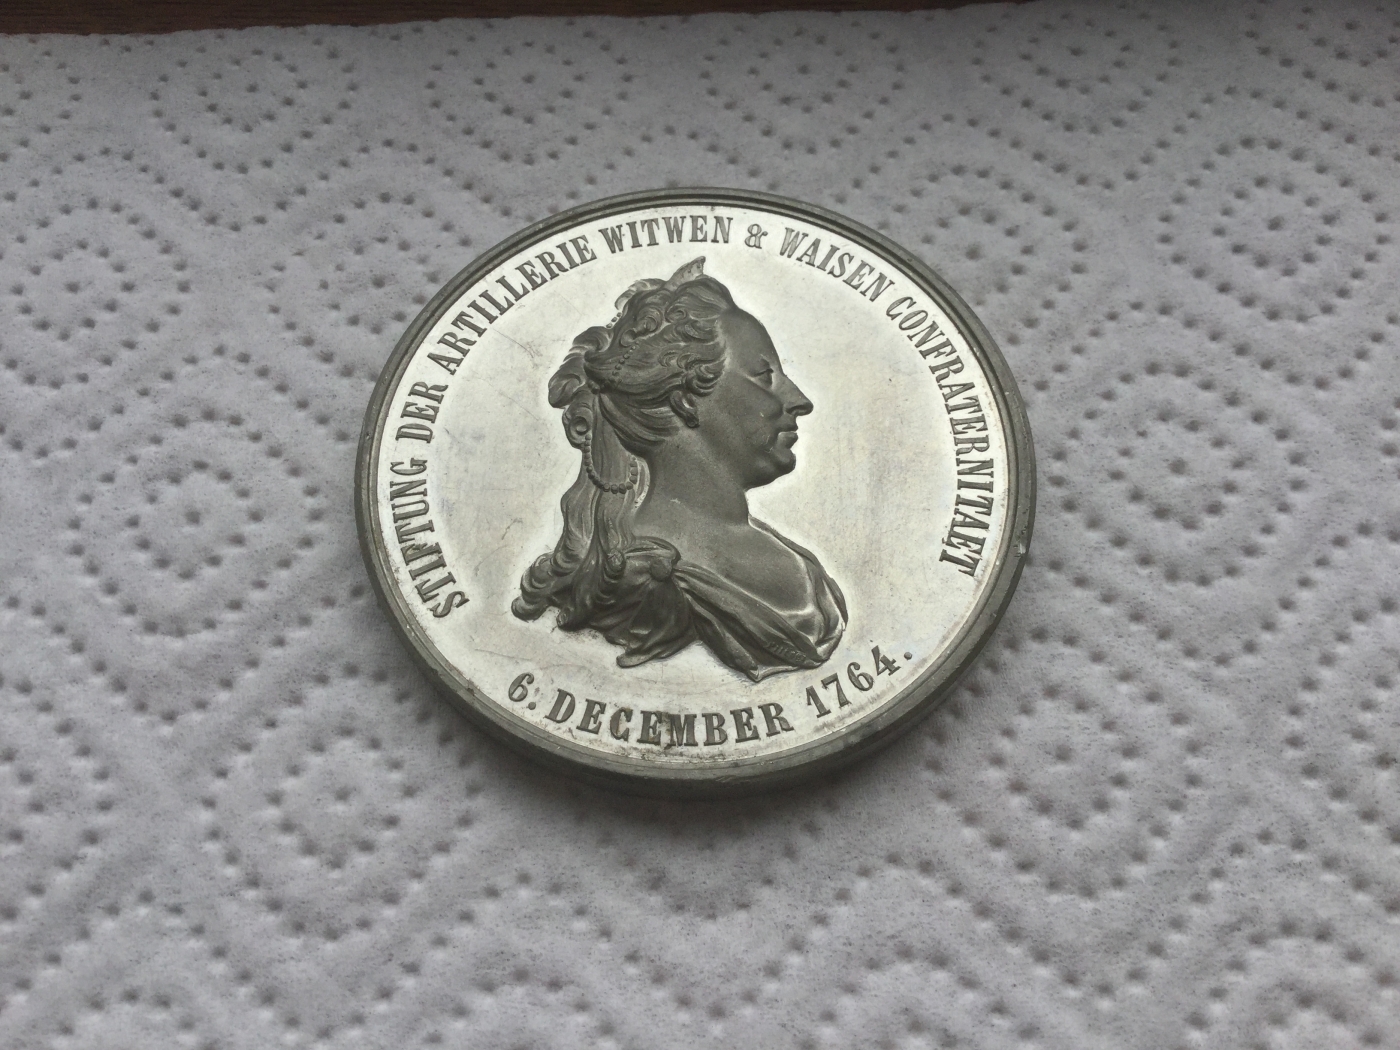 STIFTUNG DER ARTILLERIE WITWEN & WAISEN CONFRATERNITAET
6. DECEMBER 1764.